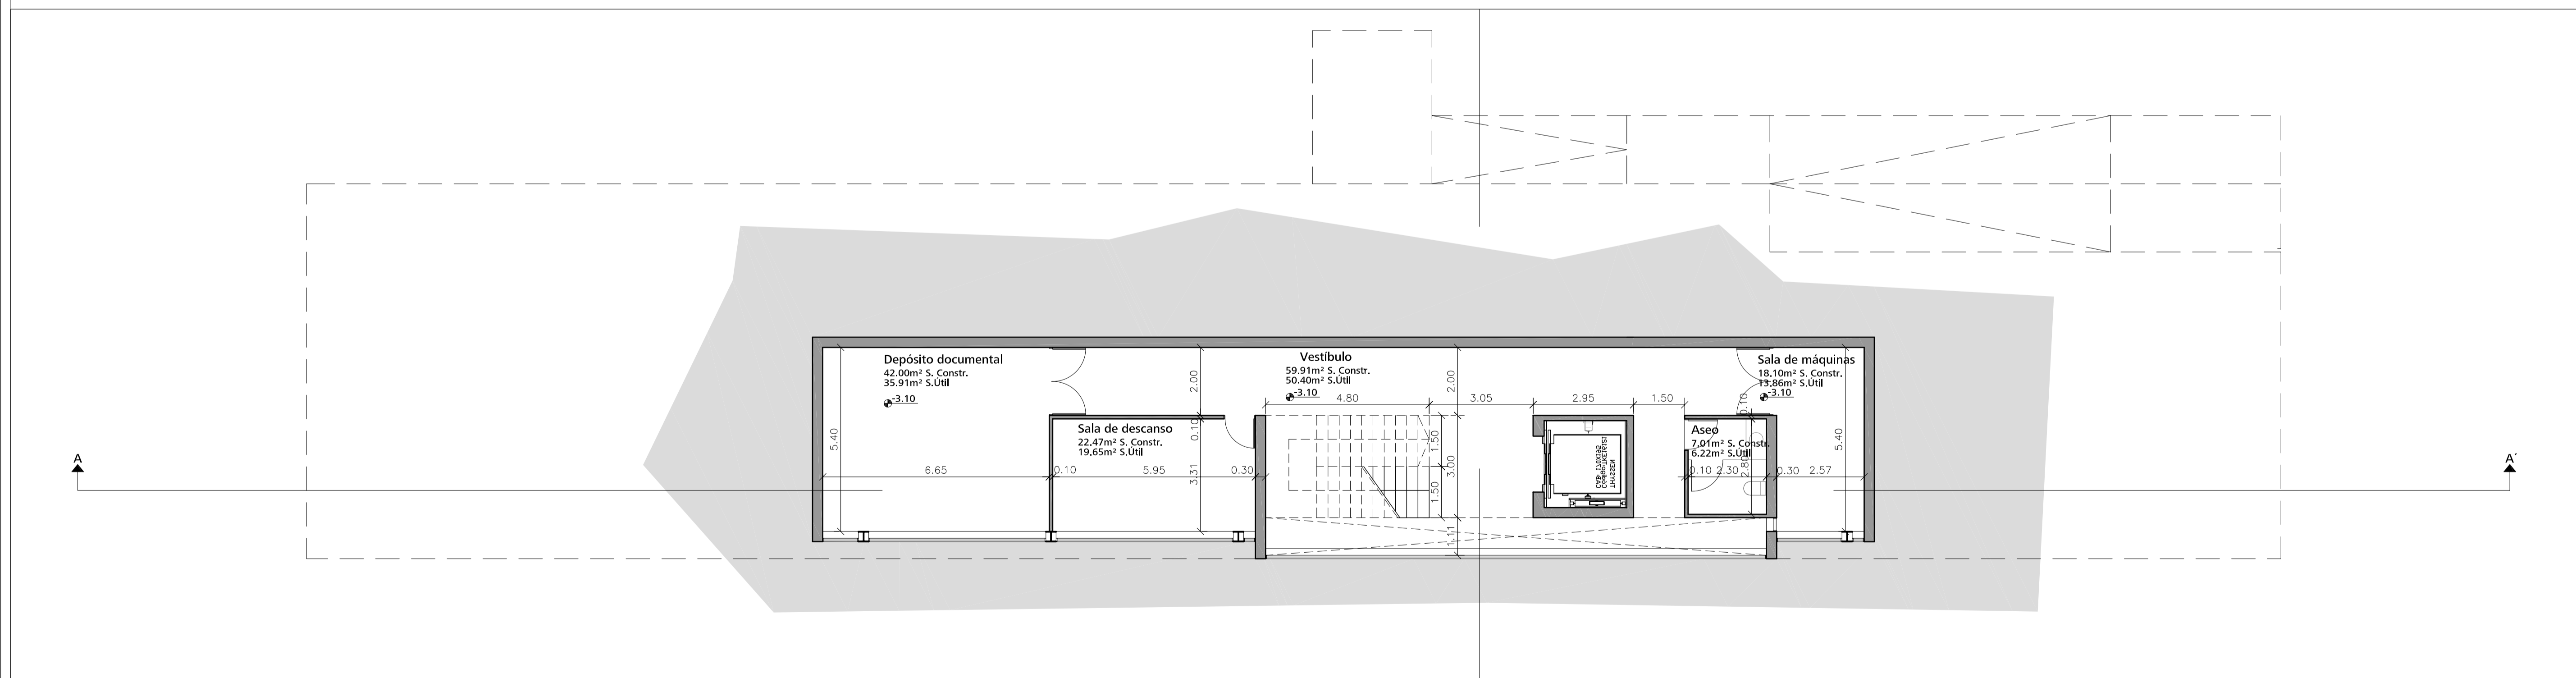 Depósito documental
42.00m² S. Constr.
35.91m² S.Útil
-3.10
Vestíbulo
59.91m² S. Constr.
50.40m² S.Útil
-3.10
Sala de máquinas
18.10m² S. Constr.
13.86m² S.Útil
-3.10
Sala de descanso
22.47m² S. Constr.
19.65m² S.Útil
Aseo
7.01m² S. Constr.
6.22m² S.Útil
2.00
2.00
4.80
3.05
2.95
1.50
0.10
0.10
5.40
1.50
3.00
1.50
3.31
2.80
5.40
6.65
0.10
5.95
0.30
0.10
2.30
0.30
2.57
1.11
THYSSEN
A
A´